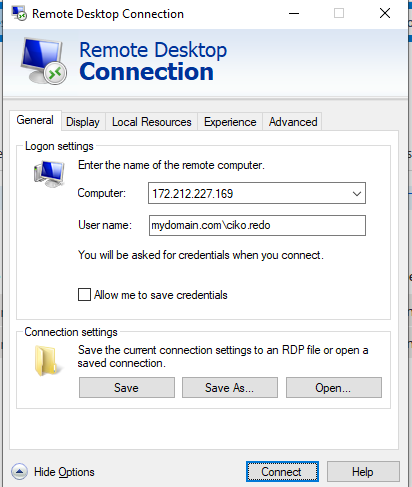 Remote Desktop Connection
Remote Desktop
Connection
General Display Local Resources Experience Advanced
Logon settings
Enter the name of the remote computer.
Computer: 172.212.227.169
User name: mydomain.com\ciko.redo
You will be asked for credentials when you connect.
Allow me to save credentials
Connection settings
Save the current connection settings to an RDP file or open a
saved connection.
Save Save As... Open...
Hide Options Connect Help